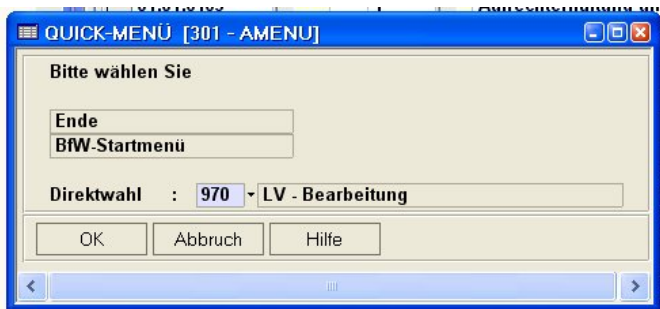 QUICK-MENÜ [301 - AMENU]
Bitte wählen Sie
Ende
BfW-Startmenü
Direktwahl : 970 LV - Bearbeitung
OK Abbruch Hilfe